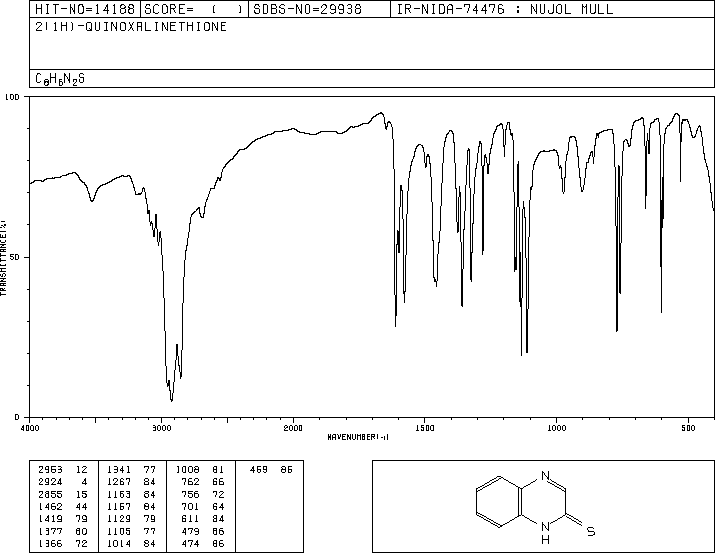 HIT-NO=14188 SCORE= ( ) SDBS-NO=29938 IR-NIDA-74476 : NUJOL MULL
2(1H)-QUINOXALINETHIONE
C8H6N2S
100
50
0
TRANSMITTANCE(%)
4000 3000 2000 1500 1000 500
WAVENUMBER(-1)
2963 12 1341 77 1008 81 469 86
2924 4 1267 84 762 66
2855 15 1163 84 756 72
1462 44 1167 84 701 64
1419 79 1129 79 611 84
1377 60 1105 77 479 86
1366 72 1014 84 474 86
N
N
H
S